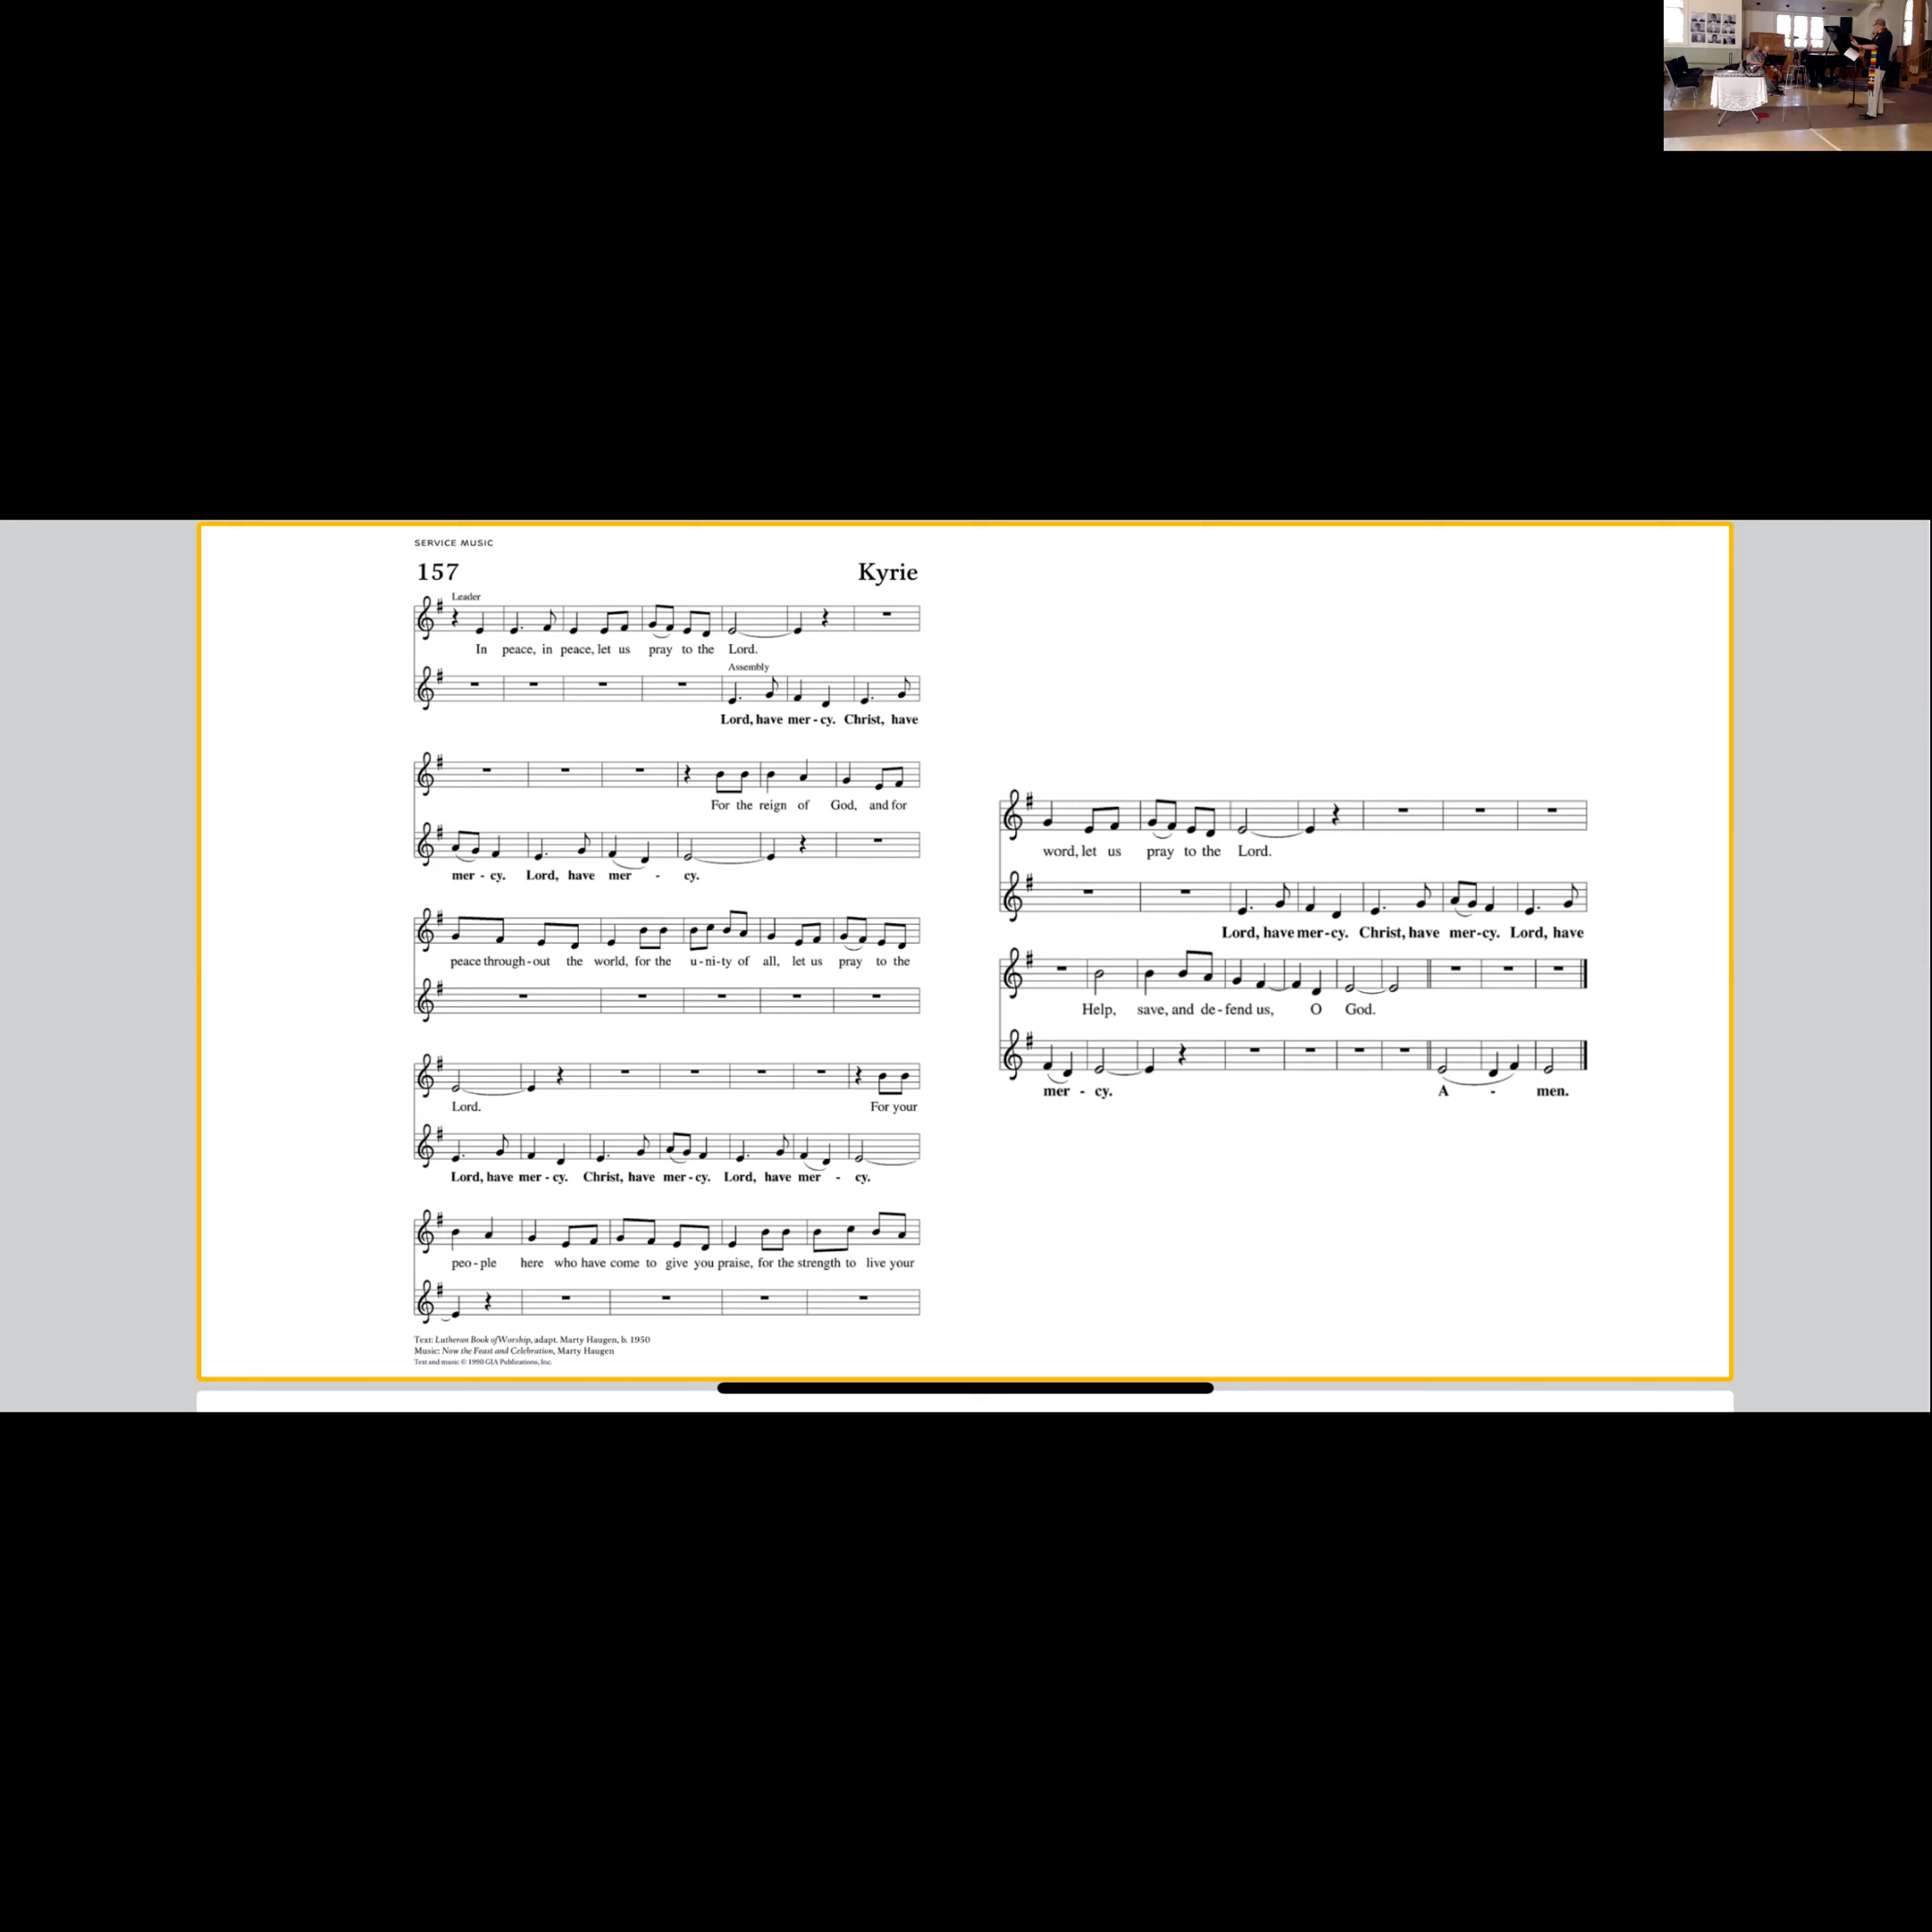 SERVICE MUSIC
157 Kyrie
Leader
In peace, in peace, let us pray to the Lord.
Assembly
Lord, have mer - cy. Christ, have
For the reign of God, and for
mer - cy. Lord, have mer - cy.
peace through - out the world, for the u - ni - ty of all, let us pray to the
Lord. For your
Lord, have mer - cy. Christ, have mer - cy. Lord, have mer - cy.
peo - ple here who have come to give you praise, for the strength to live your
Text: Lutheran Book of Worship, adapt. Marty Haugen, b. 1950
Music: Now the Feast and Celebration, Marty Haugen
Text and music © 1990 GIA Publications, Inc.
word, let us pray to the Lord.
Lord, have mer - cy. Christ, have mer - cy. Lord, have
Help, save, and de - fend us, O God.
mer - cy. A - men.